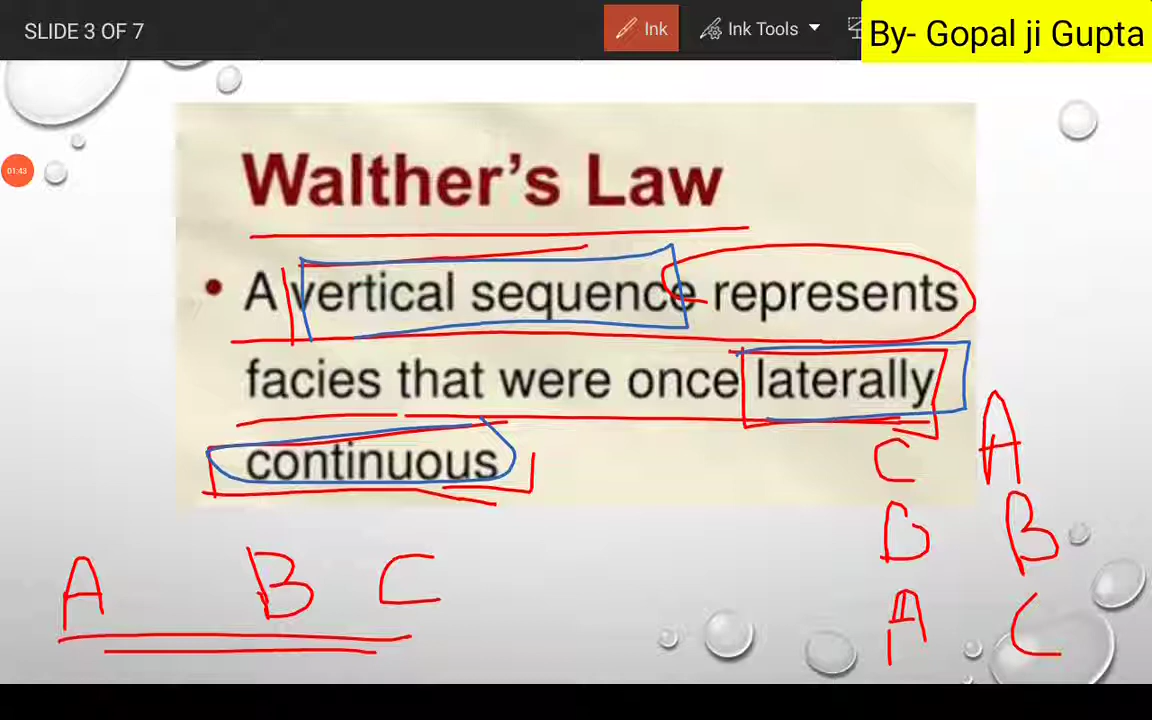 SLIDE 3 OF 7
Ink
Ink Tools
By- Gopal ji Gupta
01:43
Walther's Law
• A vertical sequence represents
facies that were once laterally
continuous
A B C
C A
B B
A C